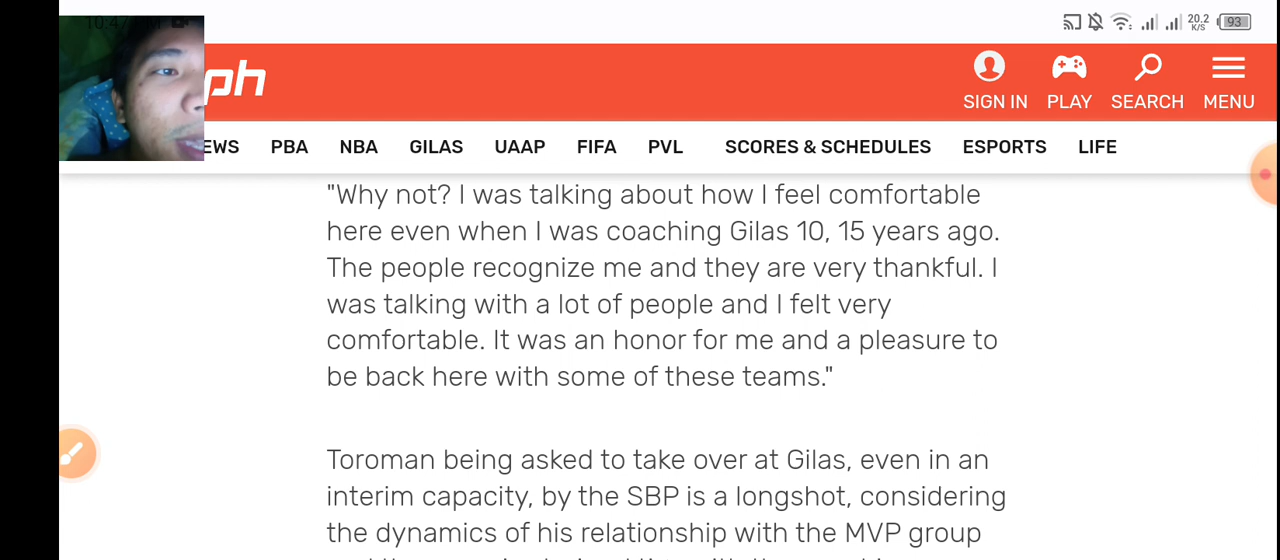 10:4
20.2
K/S
93
ph
SIGN IN
PLAY
SEARCH
MENU
EWS
PBA
NBA
GILAS
UAAP
FIFA
PVL
SCORES & SCHEDULES
ESPORTS
LIFE
"Why not? I was talking about how I feel comfortable
here even when I was coaching Gilas 10, 15 years ago.
The people recognize me and they are very thankful. I
was talking with a lot of people and I felt very
comfortable. It was an honor for me and a pleasure to
be back here with some of these teams."
Toroman being asked to take over at Gilas, even in an
interim capacity, by the SBP is a longshot, considering
the dynamics of his relationship with the MVP group